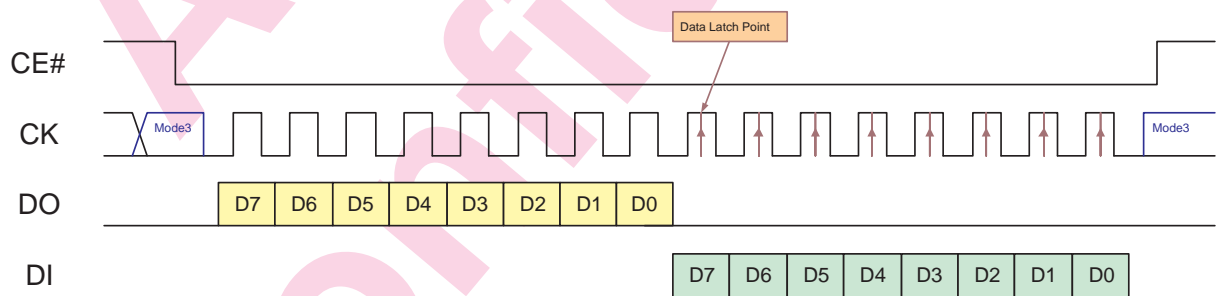 Data Latch Point
CE#
CK
Mode3
Mode3
DO
D7 D6 D5 D4 D3 D2 D1 D0
DI
D7 D6 D5 D4 D3 D2 D1 D0